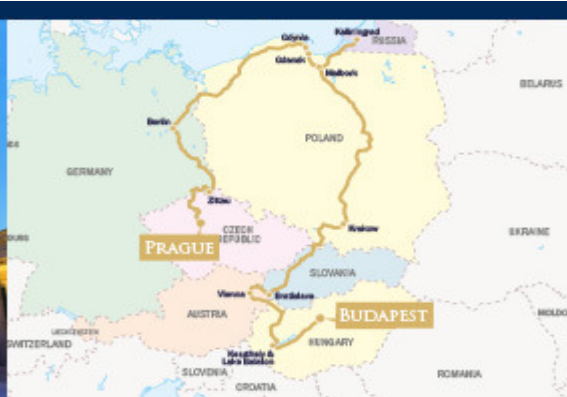 Gdynia
Kaliningrad
RUSSIA
Gdansk
Malbork
BELARUS
Berlin
POLAND
GERMANY
Zittau
UKRAINE
Krakow
CZECH
REPUBLIC
PRAGUE
SLOVAKIA
Vienna
Bratislava
AUSTRIA
BUDAPEST
LIECHTENSTEIN
SWITZERLAND
HUNGARY
Keszthely &
Lake Balaton
SLOVENIA
ROMANIA
CROATIA